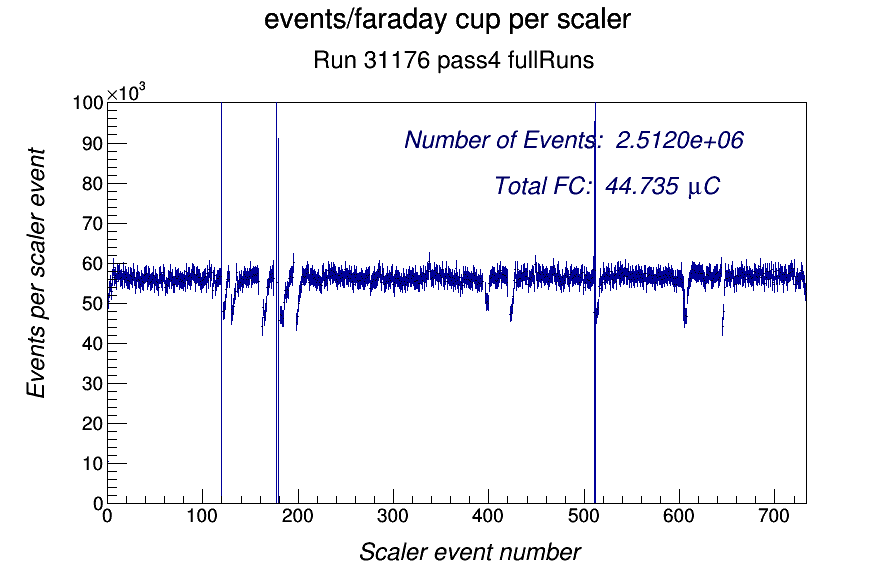 events/faraday cup per scaler
Run 31176 pass4 fullRuns
×10³
100
90
80
70
60
50
40
30
20
10
0
Events per scaler event
Number of Events: 2.5120e+06
Total FC: 44.735 μC
0 100 200 300 400 500 600 700
Scaler event number